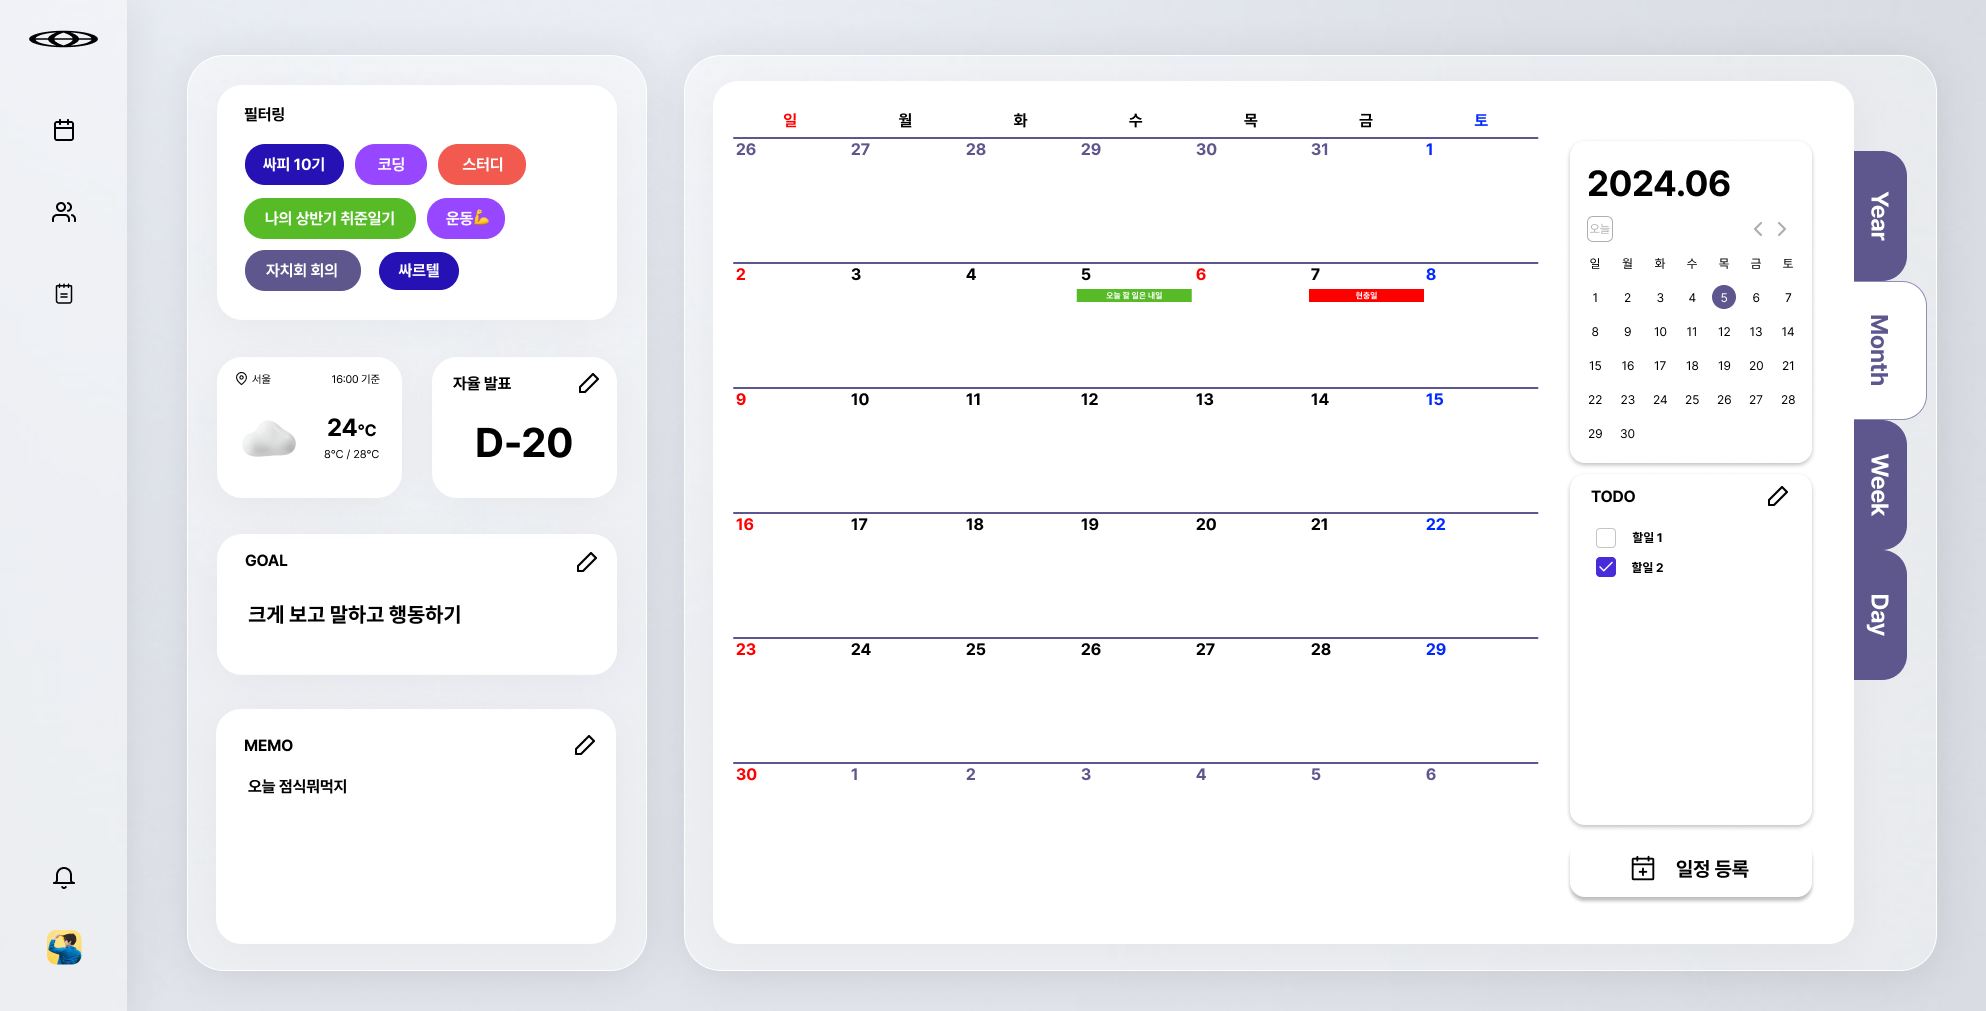 필터링
싸피 10기 코딩 스터디
나의 상반기 취준일기 운동💪
자치회 회의 싸르텔
서울 16:00 기준
24°C
8°C / 28°C
자율 발표
D-20
GOAL
크게 보고 말하고 행동하기
MEMO
오늘 점식뭐먹지
일 월 화 수 목 금 토
26 27 28 29 30 31 1
2 3 4 5 6 7 8
오늘 할 일은 내일 현충일
9 10 11 12 13 14 15
16 17 18 19 20 21 22
23 24 25 26 27 28 29
30 1 2 3 4 5 6
2024.06
오늘
일 월 화 수 목 금 토
1 2 3 4 5 6 7
8 9 10 11 12 13 14
15 16 17 18 19 20 21
22 23 24 25 26 27 28
29 30
TODO
할일 1
할일 2
일정 등록
Year
Month
Week
Day